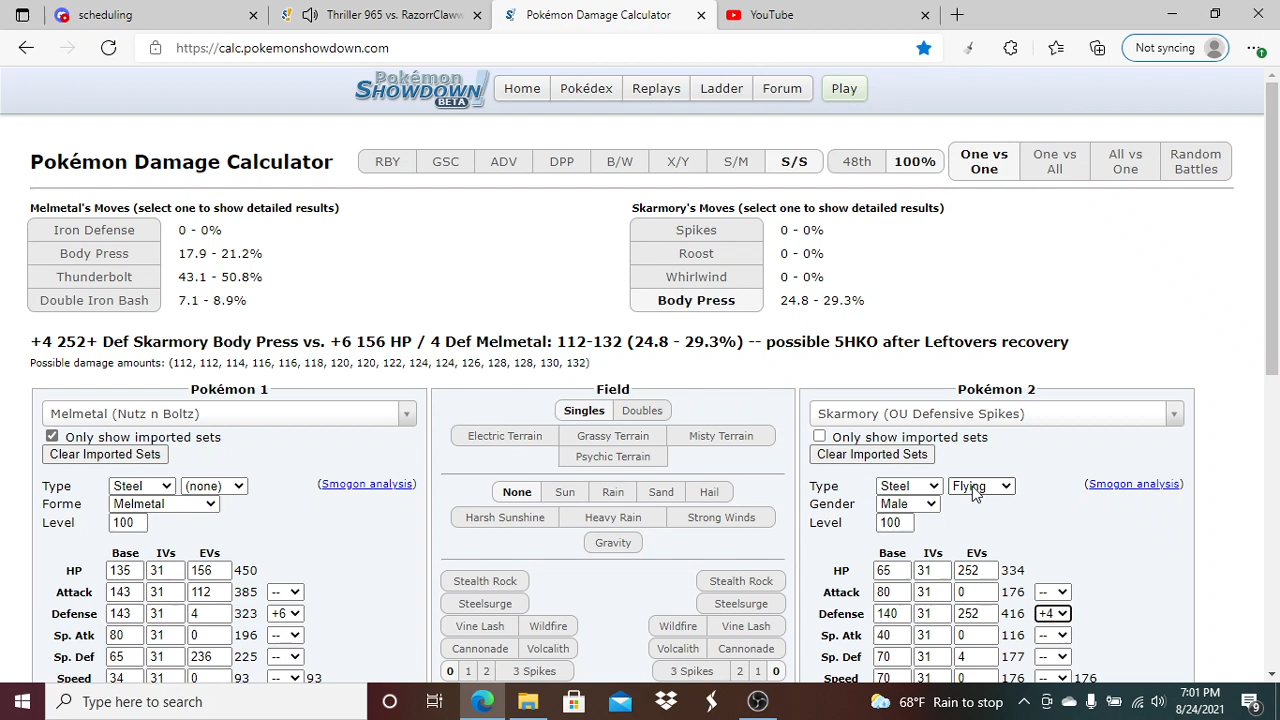 scheduling
Thriller 965 vs. RazorrClaww
Pokémon Damage Calculator
YouTube
https://calc.pokemonshowdown.com
Not syncing
Pokémon SHOWDOWN! BETA
Home Pokédex Replays Ladder Forum Play
Pokémon Damage Calculator
RBY GSC ADV DPP B/W X/Y S/M S/S 48th 100%
One vs One
One vs All
All vs One
Random Battles
Melmetal's Moves (select one to show detailed results)
Iron Defense 0 - 0%
Body Press 17.9 - 21.2%
Thunderbolt 43.1 - 50.8%
Double Iron Bash 7.1 - 8.9%
Skarmory's Moves (select one to show detailed results)
Spikes 0 - 0%
Roost 0 - 0%
Whirlwind 0 - 0%
Body Press 24.8 - 29.3%
+4 252+ Def Skarmory Body Press vs. +6 156 HP / 4 Def Melmetal: 112-132 (24.8 - 29.3%) -- possible 5HKO after Leftovers recovery
Possible damage amounts: (112, 112, 114, 116, 116, 118, 120, 120, 122, 124, 124, 126, 128, 128, 130, 132)
Pokémon 1
Melmetal (Nutz n Boltz)
Only show imported sets
Clear Imported Sets
Type Steel (none) (Smogon analysis)
Forme Melmetal
Level 100
Base IVs EVs
HP 135 31 156 450
Attack 143 31 112 385 --
Defense 143 31 4 323 +6
Sp. Atk 80 31 0 196 --
Sp. Def 65 31 236 225 --
Speed 34 31 0 93 -- 93
Field
Singles Doubles
Electric Terrain Grassy Terrain Misty Terrain
Psychic Terrain
None Sun Rain Sand Hail
Harsh Sunshine Heavy Rain Strong Winds
Gravity
Stealth Rock Stealth Rock
Steelsurge Steelsurge
Vine Lash Wildfire Wildfire Vine Lash
Cannonade Volcalith Volcalith Cannonade
0 1 2 3 Spikes 3 Spikes 2 1 0
Pokémon 2
Skarmory (OU Defensive Spikes)
Only show imported sets
Clear Imported Sets
Type Steel Flying (Smogon analysis)
Gender Male
Level 100
Base IVs EVs
HP 65 31 252 334
Attack 80 31 0 176 --
Defense 140 31 252 416 +4
Sp. Atk 40 31 0 116 --
Sp. Def 70 31 4 177 --
Speed 70 31 0 176 -- 176
Type here to search
68°F Rain to stop
7:01 PM
8/24/2021
9